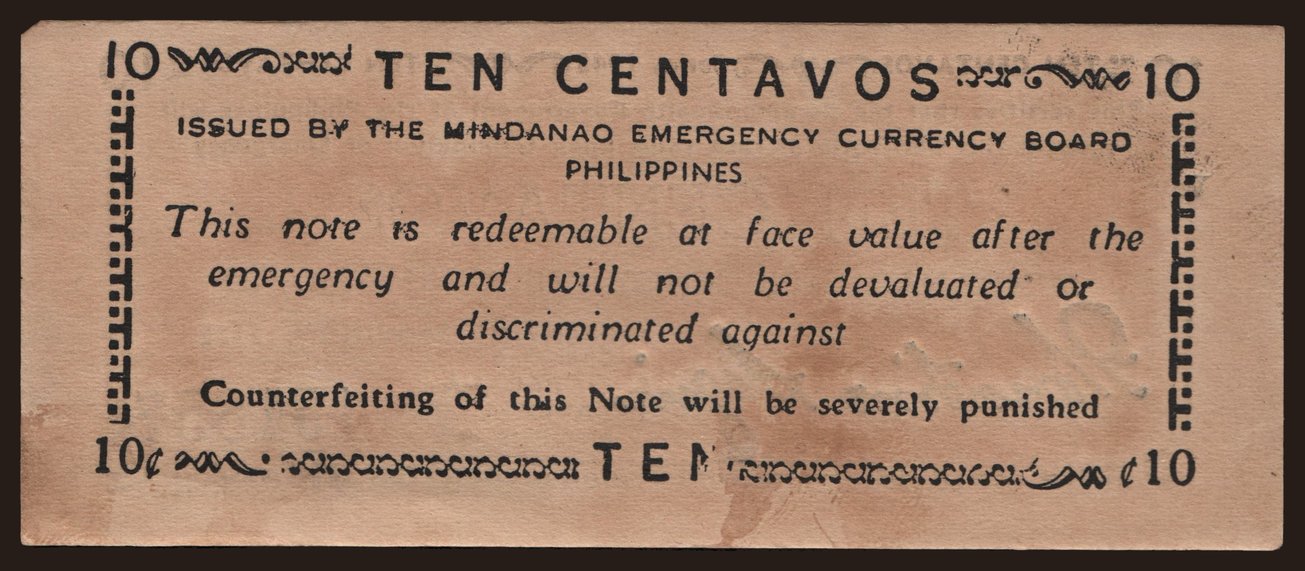 10 TEN CENTAVOS 10
ISSUED BY THE MINDANAO EMERGENCY CURRENCY BOARD
PHILIPPINES
This note is redeemable at face value after the
emergency and will not be devaluated or
discriminated against
Counterfeiting of this Note will be severely punished
10¢ TEN ¢10